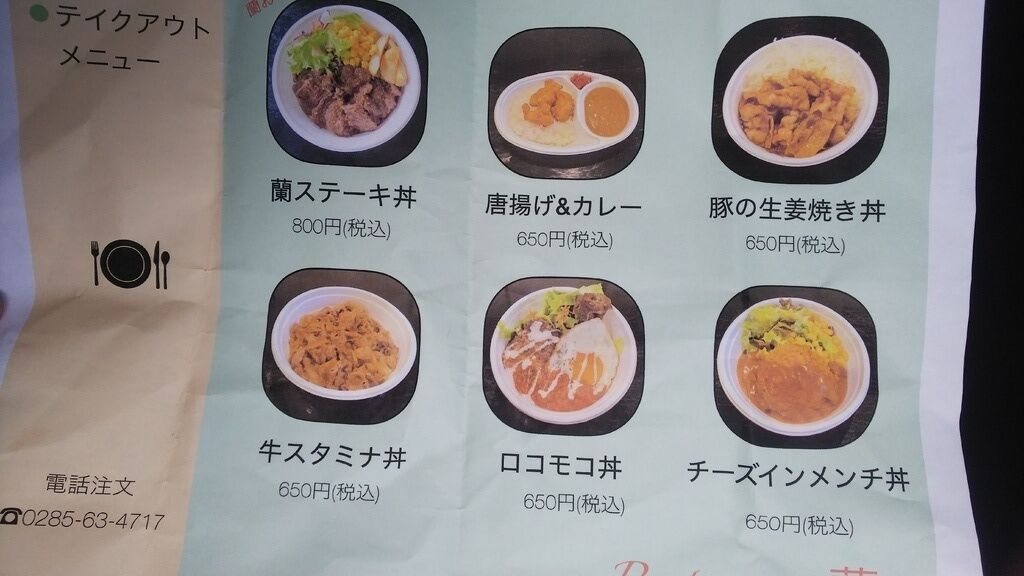 テイクアウト
メニュー
蘭ステーキ丼
800円(税込)
唐揚げ&カレー
650円(税込)
豚の生姜焼き丼
650円(税込)
牛スタミナ丼
650円(税込)
ロコモコ丼
650円(税込)
チーズインメンチ丼
650円(税込)
電話注文
☎0285-63-4717